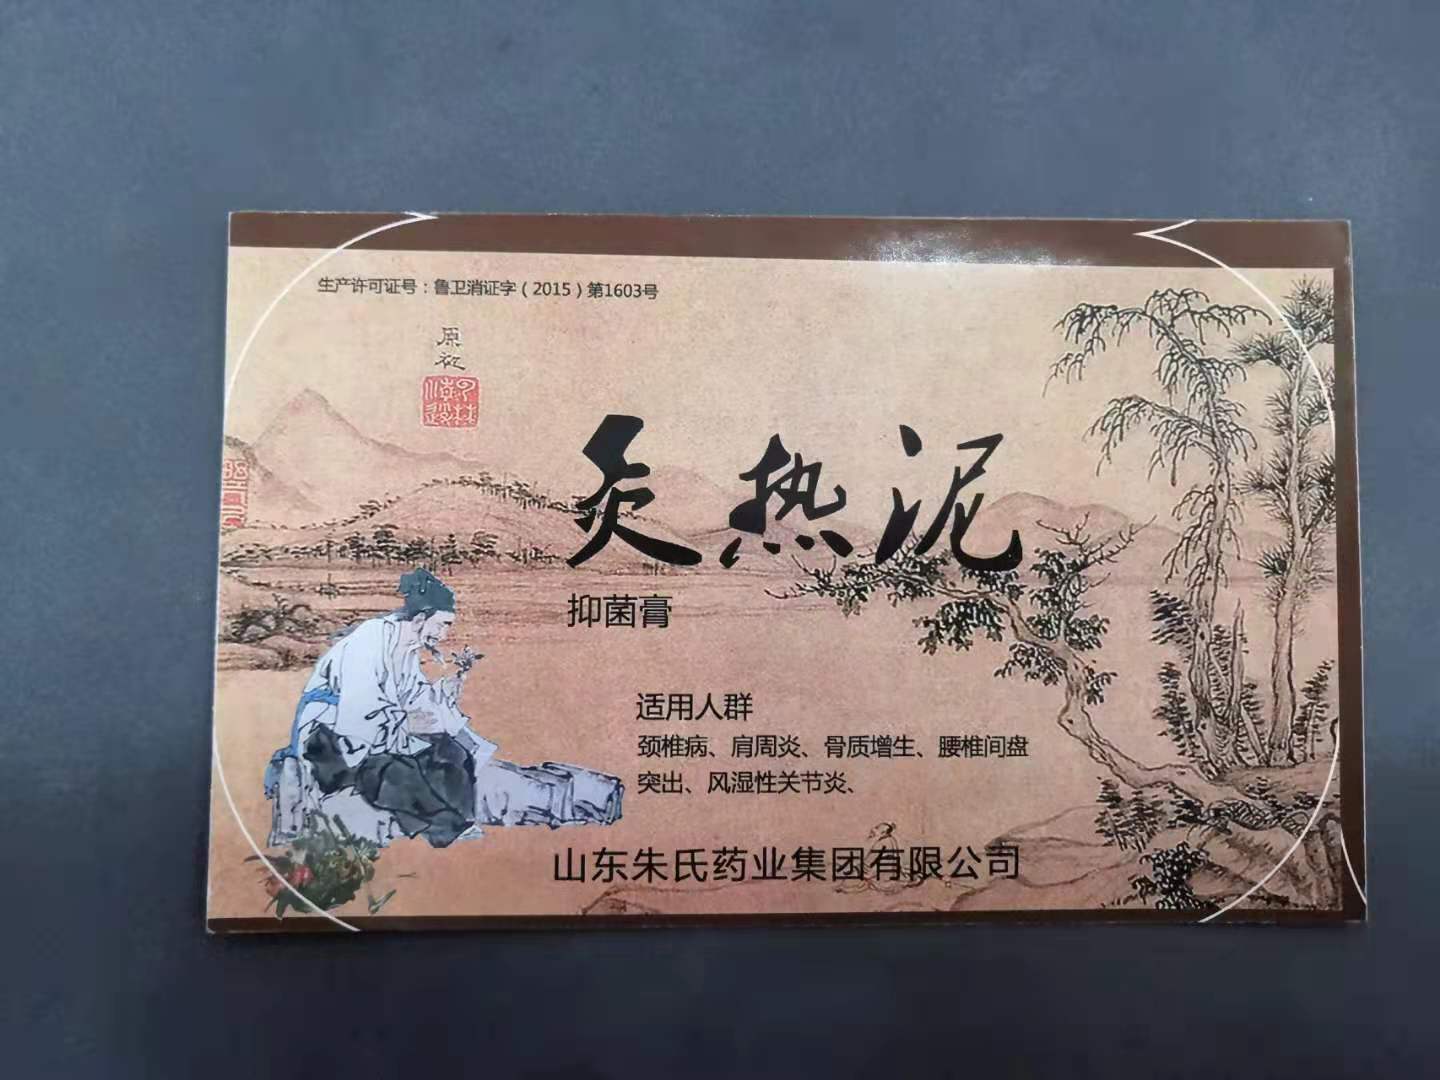 生产许可证号：鲁卫消证字（2015）第1603号
灸热泥
抑菌膏
适用人群
颈椎病、肩周炎、骨质增生、腰椎间盘
突出、风湿性关节炎、
山东朱氏药业集团有限公司